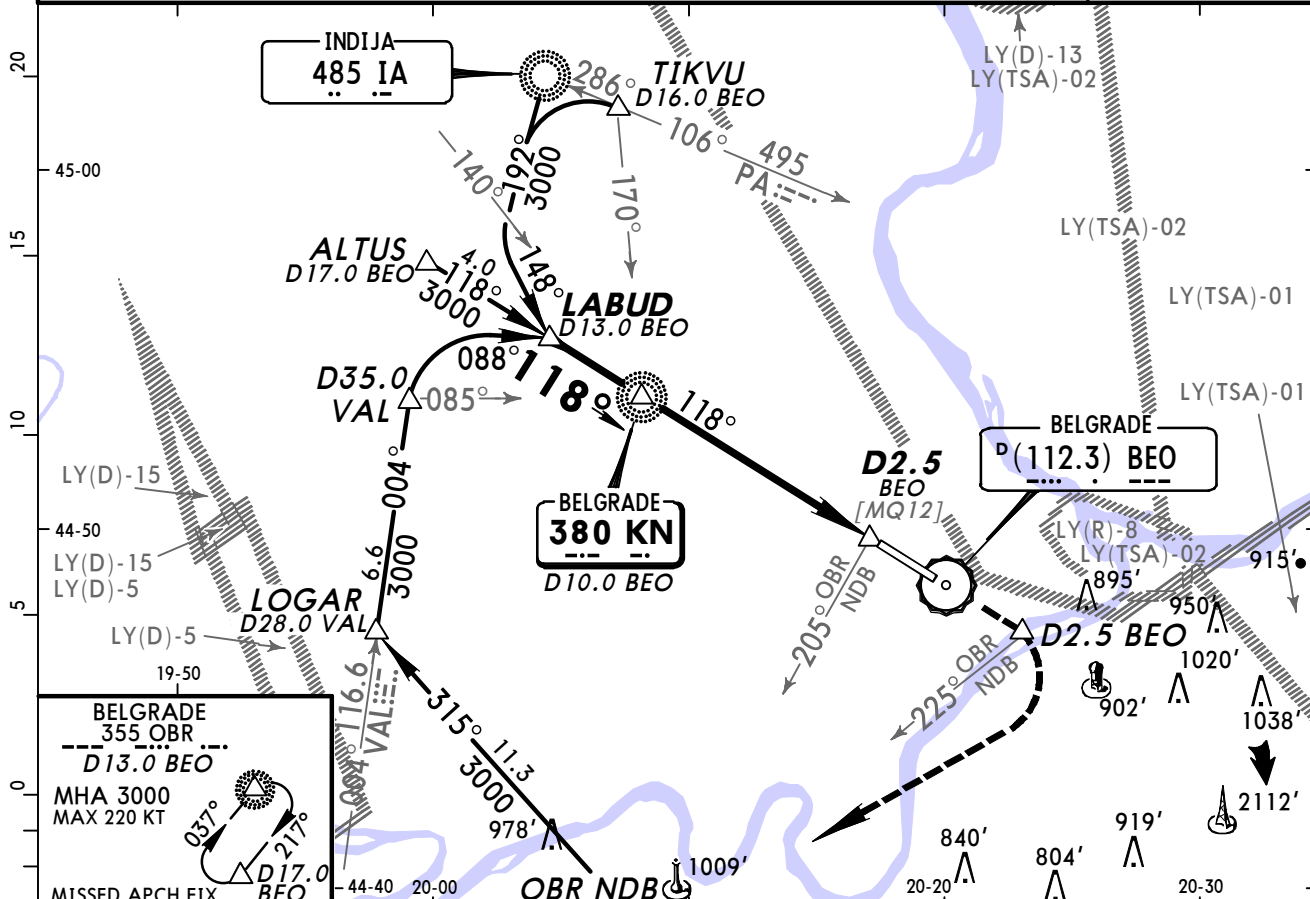 INDIJA
485 IA
TIKVU
D16.0 BEO
286°
106°
495
PA
LY(D)-13
LY(TSA)-02
20
45-00
192°
3000
140°
170°
15
ALTUS
D17.0 BEO
4.0
118°
3000
148°
LABUD
D13.0 BEO
LY(TSA)-02
LY(TSA)-01
088°
118°
D35.0
VAL
085°
118°
LY(TSA)-01
10
BELGRADE
D (112.3) BEO
D2.5
BEO
[MQ12]
LY(D)-15
004°
BELGRADE
380 KN
D10.0 BEO
44-50
LY(R)-8
LY(TSA)-02
LY(D)-15
LY(D)-5
6.6
3000
915'
895'
950'
5
LOGAR
D28.0 VAL
205° OBR
NDB
D2.5 BEO
LY(D)-5
1020'
19-50
225° OBR
NDB
902'
1038'
116.6
VAL
004°
315°
11.3
3000
BELGRADE
355 OBR
D13.0 BEO
MHA 3000
MAX 220 KT
037°
217°
D17.0
BEO
MISSED APCH FIX
0
978'
2112'
840'
919'
804'
1009'
44-40
20-00
OBR NDB
20-20
20-30